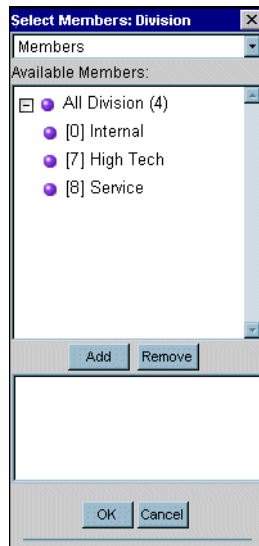 Select Members: Division
Members
Available Members:
All Division (4)
[0] Internal
[7] High Tech
[8] Service
Add Remove
OK Cancel